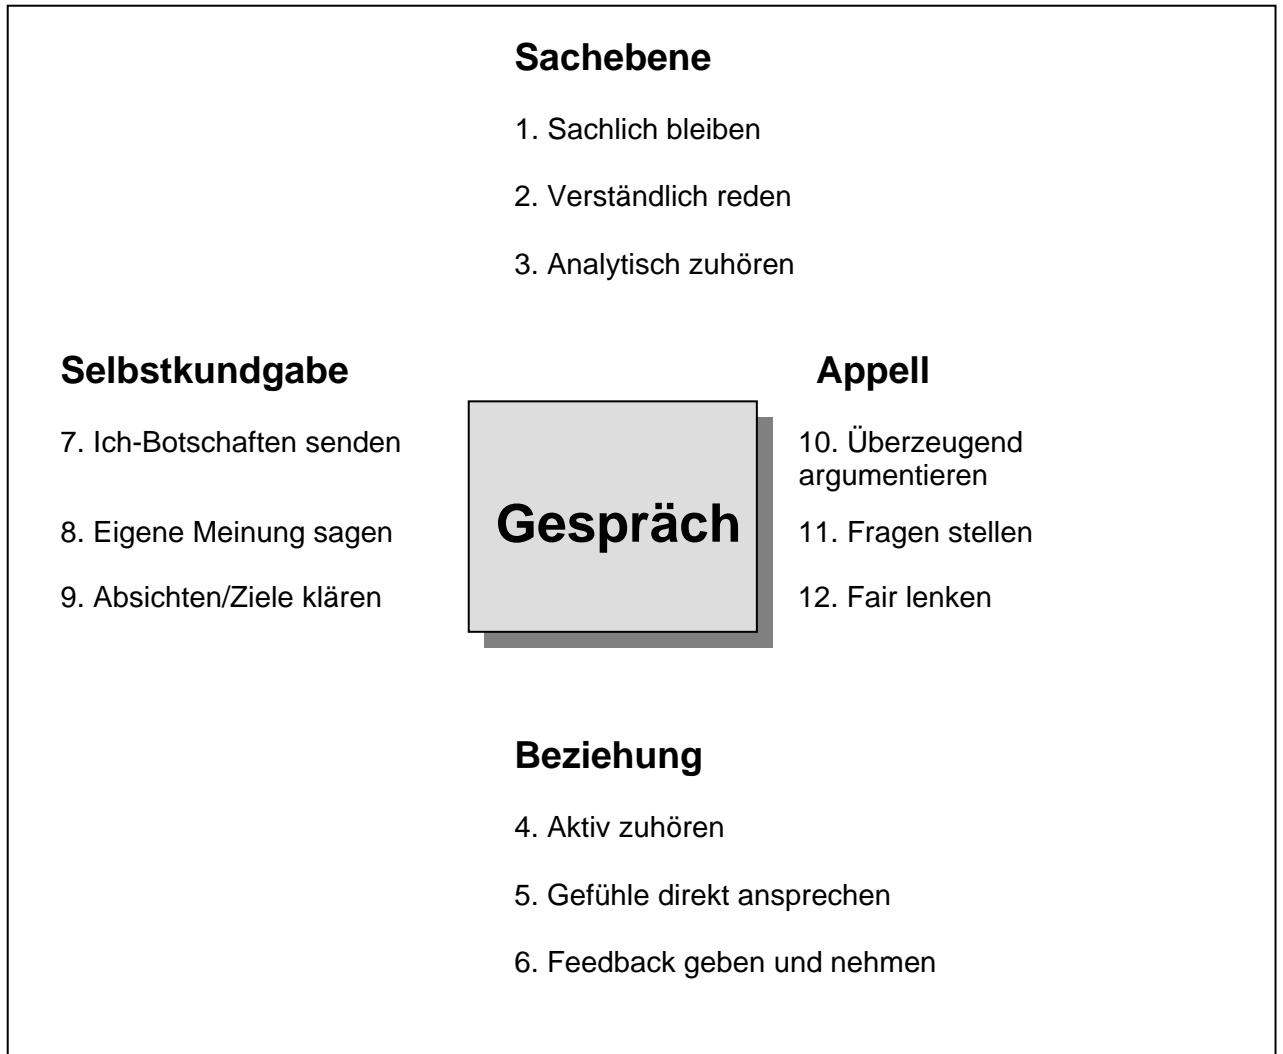 Sachebene
1. Sachlich bleiben
2. Verständlich reden
3. Analytisch zuhören
Selbstkundgabe
7. Ich-Botschaften senden
8. Eigene Meinung sagen
9. Absichten/Ziele klären
Gespräch
Appell
10. Überzeugend
argumentieren
11. Fragen stellen
12. Fair lenken
Beziehung
4. Aktiv zuhören
5. Gefühle direkt ansprechen
6. Feedback geben und nehmen